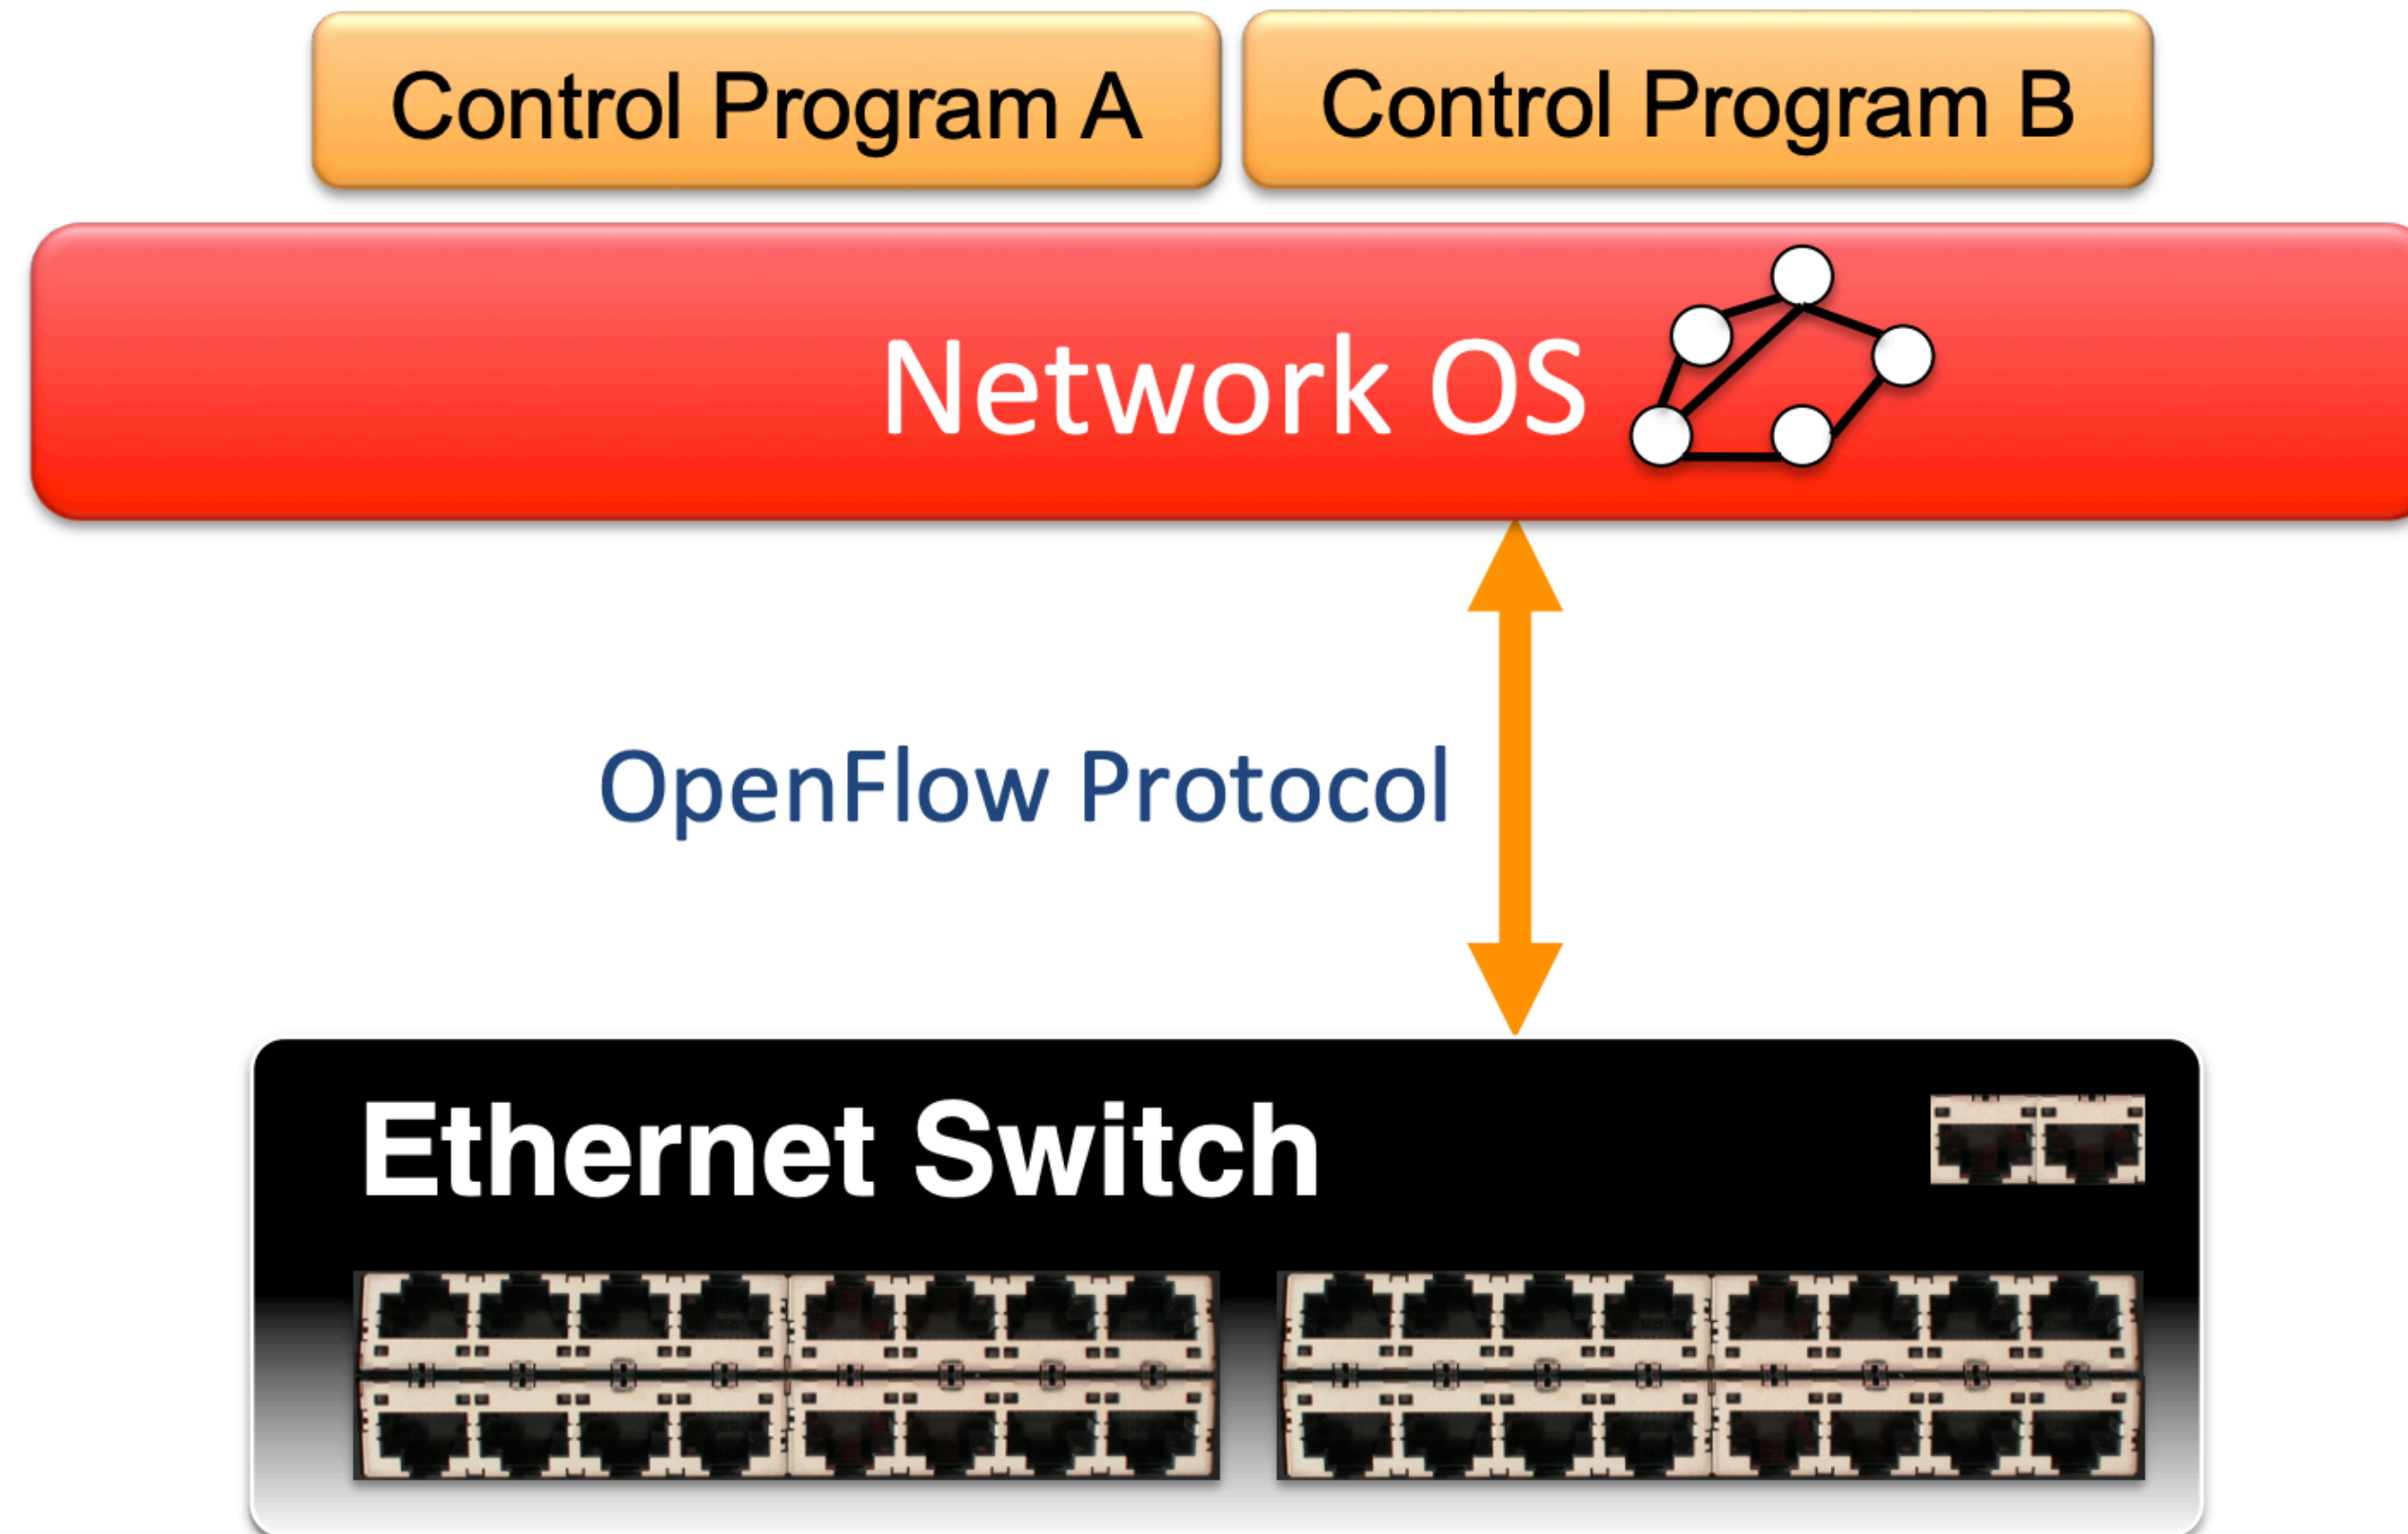 Control Program A
Control Program B
Network OS
OpenFlow Protocol
Ethernet Switch